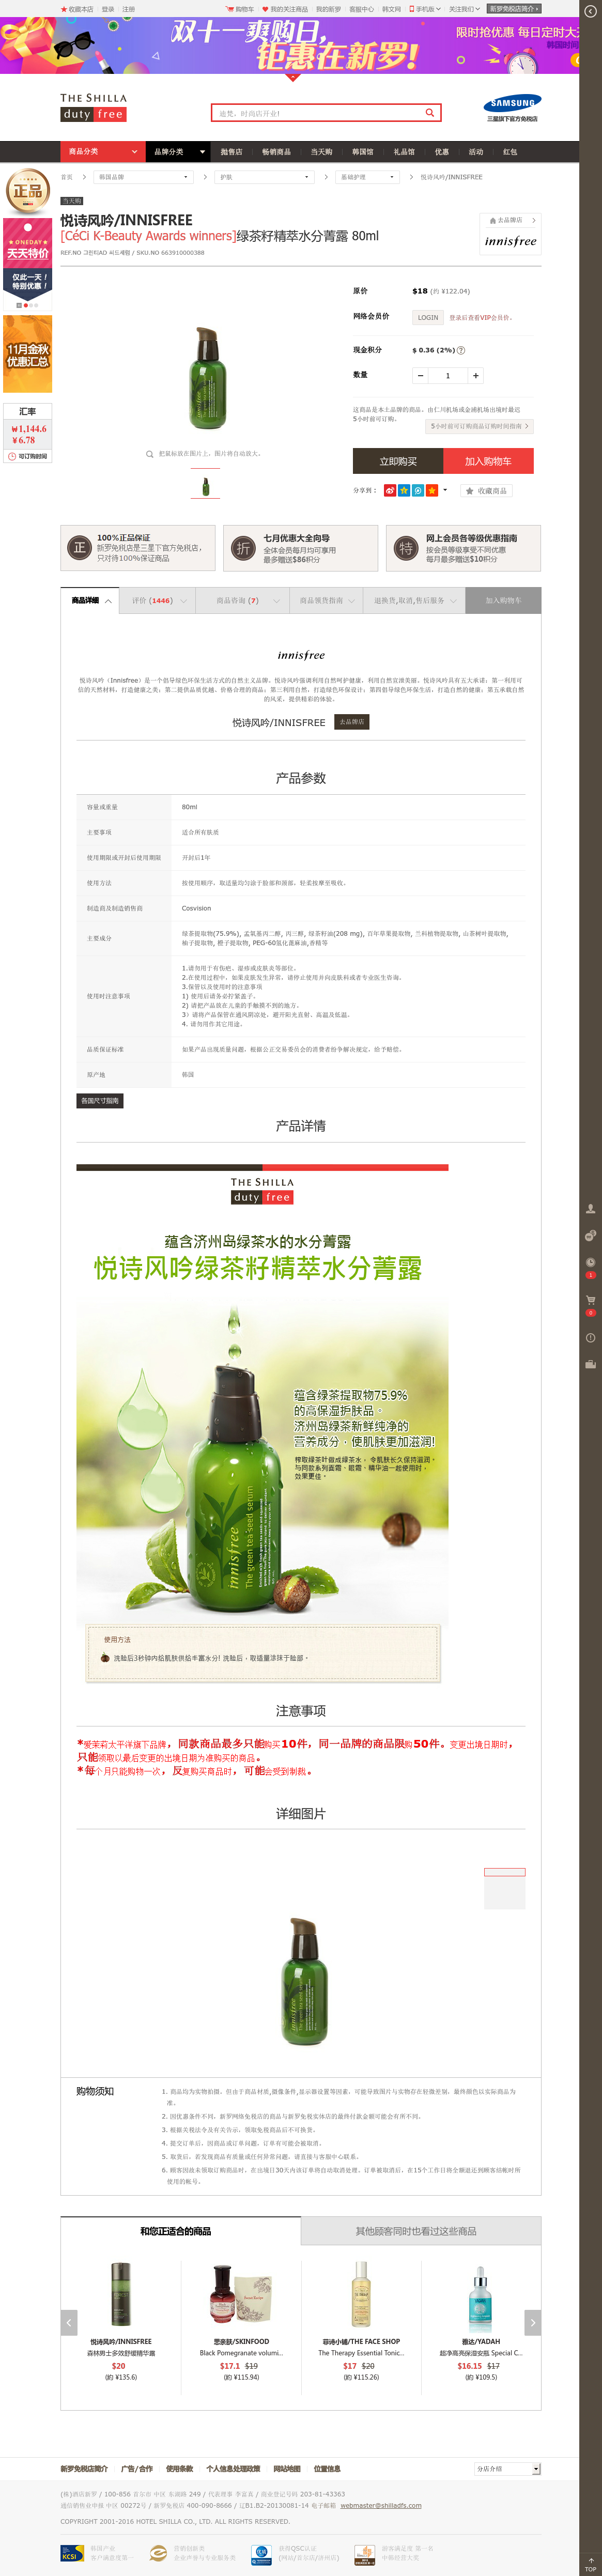 收藏本店 登录 注册 购物车 我的关注商品 我的新罗 客服中心 韩文网 手机版 关注我们 新罗免税店简介
双十一爽购日，
钜惠在新罗！
限时抢优惠 每日定时大
THE SHILLA
duty free
SAMSUNG
三星旗下官方免税店
商品分类 品牌分类 抛售店 畅销商品 当天购 韩国馆 礼品馆 优惠 活动 红包
正品
ONEDAY
天天特价
仅此一天！
特别优惠！
11月金秋
优惠汇总
汇率
₩1,144.6
¥6.78
可订购时间
首页 韩国品牌 护肤 基础护理 悦诗风吟/INNISFREE
当天购
悦诗风吟/INNISFREE
[CéCi K-Beauty Awards winners]绿茶籽精萃水分菁露 80ml
REF.NO 그린티AD 씨드세럼 / SKU.NO 663910000388
去品牌店
innisfree
原价 $18 (约 ¥122.04)
网络会员价 LOGIN 登录后查看VIP会员价。
现金积分 $ 0.36 (2%)
数量 1
这商品是本土品牌的商品，由仁川机场或金浦机场出境时最迟
5小时前可订购。
5小时前可订购商品订购时间指南
把鼠标放在图片上，图片将自动放大。
立即购买 加入购物车
分享到： 收藏商品
正 100%正品保证
新罗免税店是三星下官方免税店，
只对待100%保证商品
折 七月优惠大全向导
全体会员每月均可享用
最多赠送$86积分
特 网上会员各等级优惠指南
按会员等级享受不同优惠
每月最多赠送$10积分
商品详细 评价 (1446) 商品咨询 (7) 商品领货指南 退换货,取消,售后服务 加入购物车
innisfree
悦诗风吟（Innisfree）是一个倡导绿色环保生活方式的自然主义品牌。悦诗风吟强调利用自然呵护健康，利用自然宣泄美丽。悦诗风吟具有五大承诺：第一利用可
信的天然材料，打造健康之美；第二提供品质优越、价格合理的商品；第三利用自然，打造绿色环保设计；第四倡导绿色环保生活，打造自然的健康；第五承载自然
的风采，提供精彩的体验。
悦诗风吟/INNISFREE 去品牌店
产品参数
容量或重量 80ml
主要事项 适合所有肤质
使用期限或开封后使用期限 开封后1年
使用方法 按使用顺序，取适量均匀涂于脸部和颈部，轻柔按摩至吸收。
制造商及制造销售商 Cosvision
主要成分 绿茶提取物(75.9%), 孟氧基丙二醇, 丙三醇, 绿茶籽油(208 mg), 百年草果提取物, 兰科植物提取物, 山茶树叶提取物,
柚子提取物, 橙子提取物, PEG-60氢化蓖麻油,香精等
使用时注意事项 1.请勿用于有伤疤、湿疹或皮肤炎等部位。
2.在使用过程中，如果皮肤发生异常，请停止使用并向皮肤科或者专业医生咨询。
3.保管以及使用时的注意事项
1) 使用后请务必拧紧盖子。
2) 请把产品放在儿童的手触摸不到的地方。
3）请将产品保管在通风阴凉处，避开阳光直射、高温及低温。
4. 请勿用作其它用途。
品质保证标准 如果产品出现质量问题，根据公正交易委员会的消费者纷争解决规定，给予赔偿。
原产地 韩国
各国尺寸指南
产品详情
THE SHILLA
duty free
蕴含济州岛绿茶水的水分菁露
悦诗风吟绿茶籽精萃水分菁露
蕴含绿茶提取物75.9%
的高保湿护肤品。
济州岛绿茶新鲜纯净的
营养成分，使肌肤更加滋润!
榨取绿茶叶做成绿茶水，令肌肤长久保持滋润。
与同款系列面霜、眼霜、精华油一起使用时，
效果更佳。
innisfree
The green tea seed serum
使用方法
洗脸后3秒钟内给肌肤供给丰富水分! 洗脸后，取适量涂抹于脸部。
注意事项
*爱茉莉太平洋旗下品牌，同款商品最多只能购买10件，同一品牌的商品限购50件。变更出境日期时，
只能领取以最后变更的出境日期为准购买的商品。
*每个月只能购物一次，反复购买商品时，可能会受到制裁。
详细图片
购物须知
1. 商品均为实物拍摄，但由于商品材质,摄像条件,显示器设置等因素，可能导致图片与实物存在轻微差别，最终颜色以实际商品为
准。
2. 因优惠条件不同，新罗网络免税店的商品与新罗免税实体店的最终付款金额可能会有所不同。
3. 根据关税法令及有关告示，领取免税商品后不可换货。
4. 提交订单后，因商品或订单问题，订单有可能会被取消。
5. 取货后，若发现商品有质量或任何异常问题，请直接与客服中心联系。
6. 顾客因故未领取订购商品时，在出境日30天内该订单将自动取消处理。订单被取消后，在15个工作日将全额退还到顾客结帐时所
使用的帐号。
和您正适合的商品 其他顾客同时也看过这些商品
悦诗风吟/INNISFREE
森林男士多效舒缓精华露
$20
(约 ¥135.6)
思亲肤/SKINFOOD
Black Pomegranate volumi...
$17.1 $19
(约 ¥115.94)
菲诗小铺/THE FACE SHOP
The Therapy Essential Tonic...
$17 $20
(约 ¥115.26)
雅达/YADAH
超净高亮保湿安瓶 Special C...
$16.15 $17
(约 ¥109.5)
新罗免税店简介 广告/合作 使用条款 个人信息处理政策 网站地图 位置信息 分店介绍
(株)酒店新罗 / 100-856 首尔市 中区 东湖路 249 / 代表理事 李富真 / 商业登记号码 203-81-43363
通信销售业申报 中区 00272号 / 新罗免税店 400-090-8666 / 辽B1.B2-20130081-14 电子邮箱 webmaster@shilladfs.com
COPYRIGHT 2001-2016 HOTEL SHILLA CO., LTD. ALL RIGHTS RESERVED.
KCSI
TOP